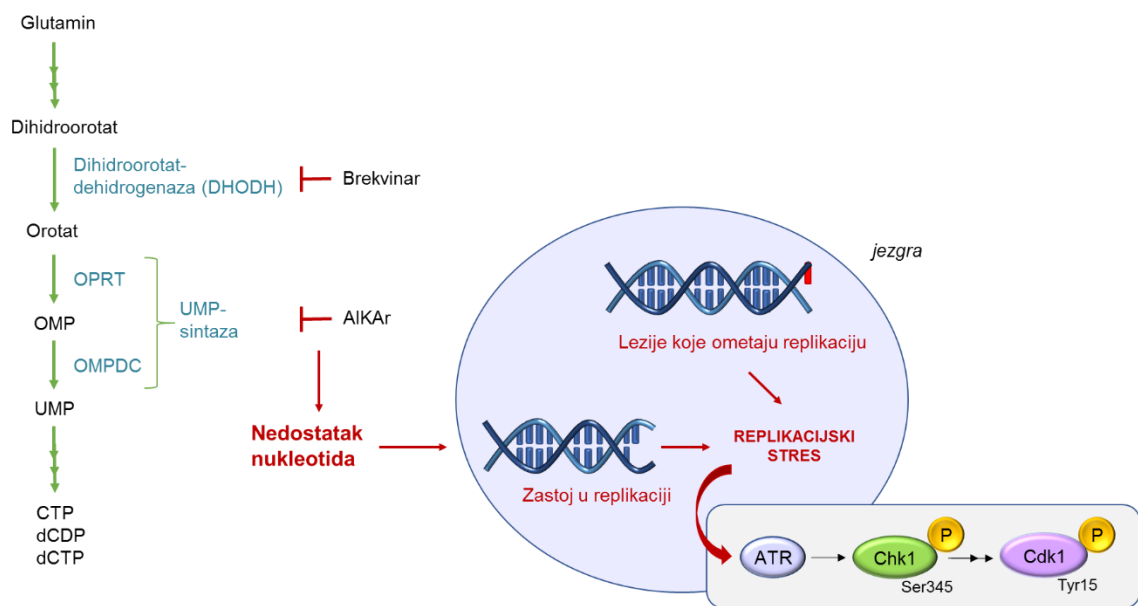 Glutamin
Dihidroorotat
Dihidroorotat-
dehidrogenaza (DHODH)
Brekvinar
Orotat
OPRT
OMP
OMPDC
UMP-
sintaza
AIKAr
UMP
Nedostatak
nukleotida
CTP
dCDP
dCTP
jezgra
Lezije koje ometaju replikaciju
REPLIKACIJSKI
STRES
Zastoj u replikaciji
ATR
Chk1
P
Ser345
Cdk1
P
Tyr15